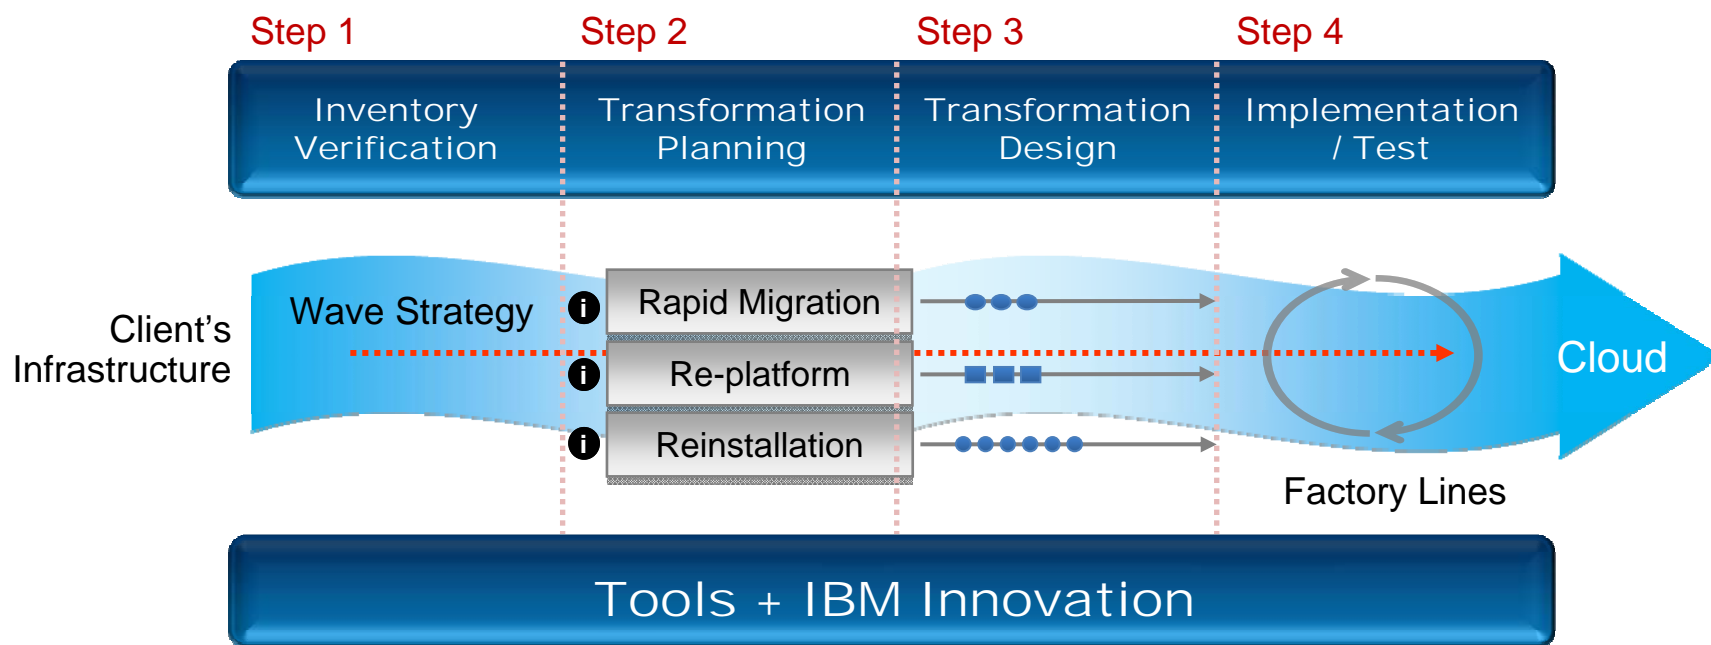 Step 1
Step 2
Step 3
Step 4
Inventory
Verification
Transformation
Planning
Transformation
Design
Implementation
/ Test
Client's
Infrastructure
Wave Strategy
i
Rapid Migration
i
Re-platform
i
Reinstallation
Cloud
Factory Lines
Tools + IBM Innovation